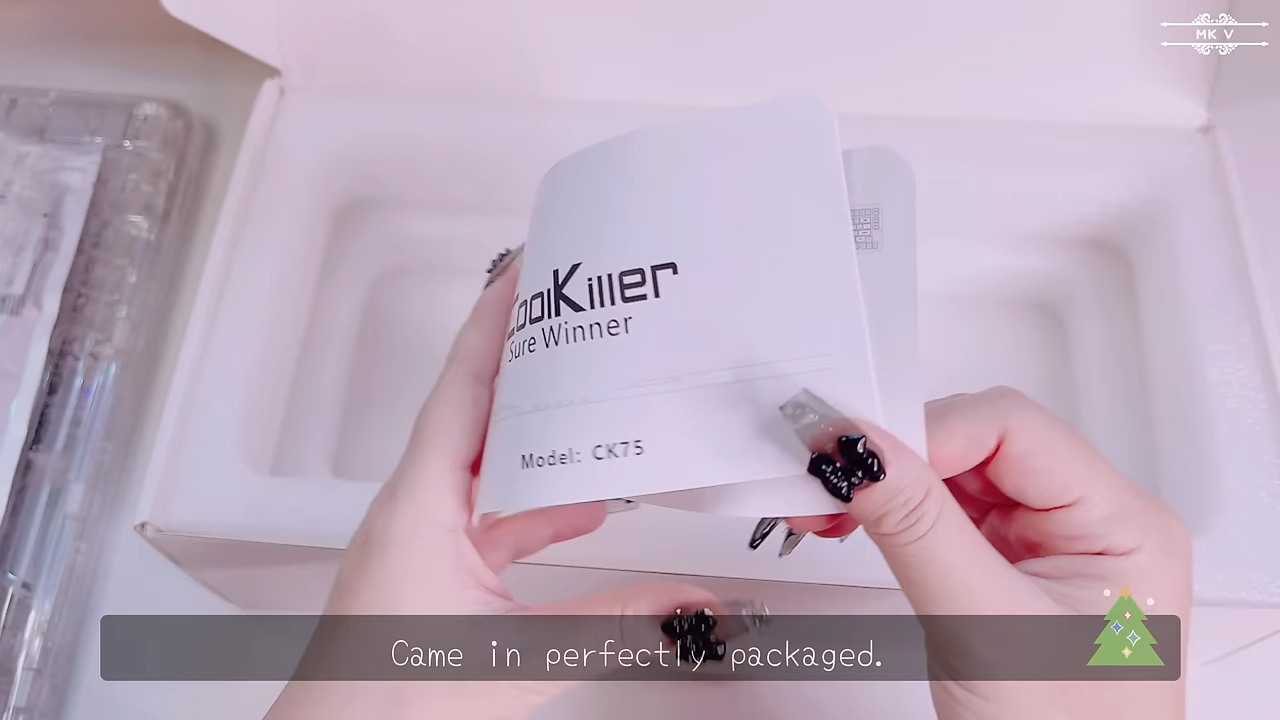 MK V
CoolKiller
Sure Winner
Model: CK75
Came in perfectly packaged.